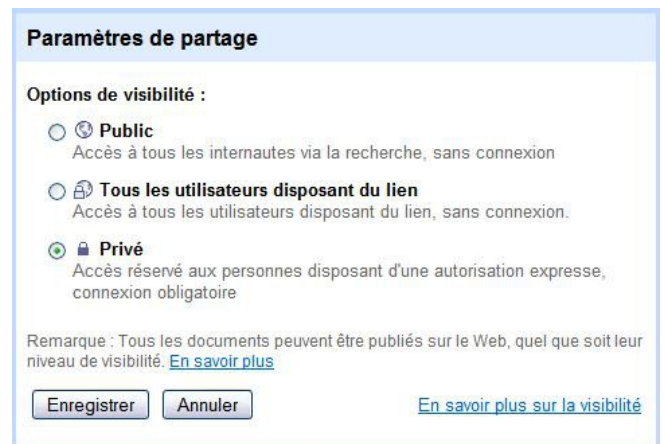 Paramètres de partage
Options de visibilité :
Public
Accès à tous les internautes via la recherche, sans connexion
Tous les utilisateurs disposant du lien
Accès à tous les utilisateurs disposant du lien, sans connexion.
Privé
Accès réservé aux personnes disposant d'une autorisation expresse,
connexion obligatoire
Remarque : Tous les documents peuvent être publiés sur le Web, quel que soit leur
niveau de visibilité. En savoir plus
Enregistrer Annuler En savoir plus sur la visibilité